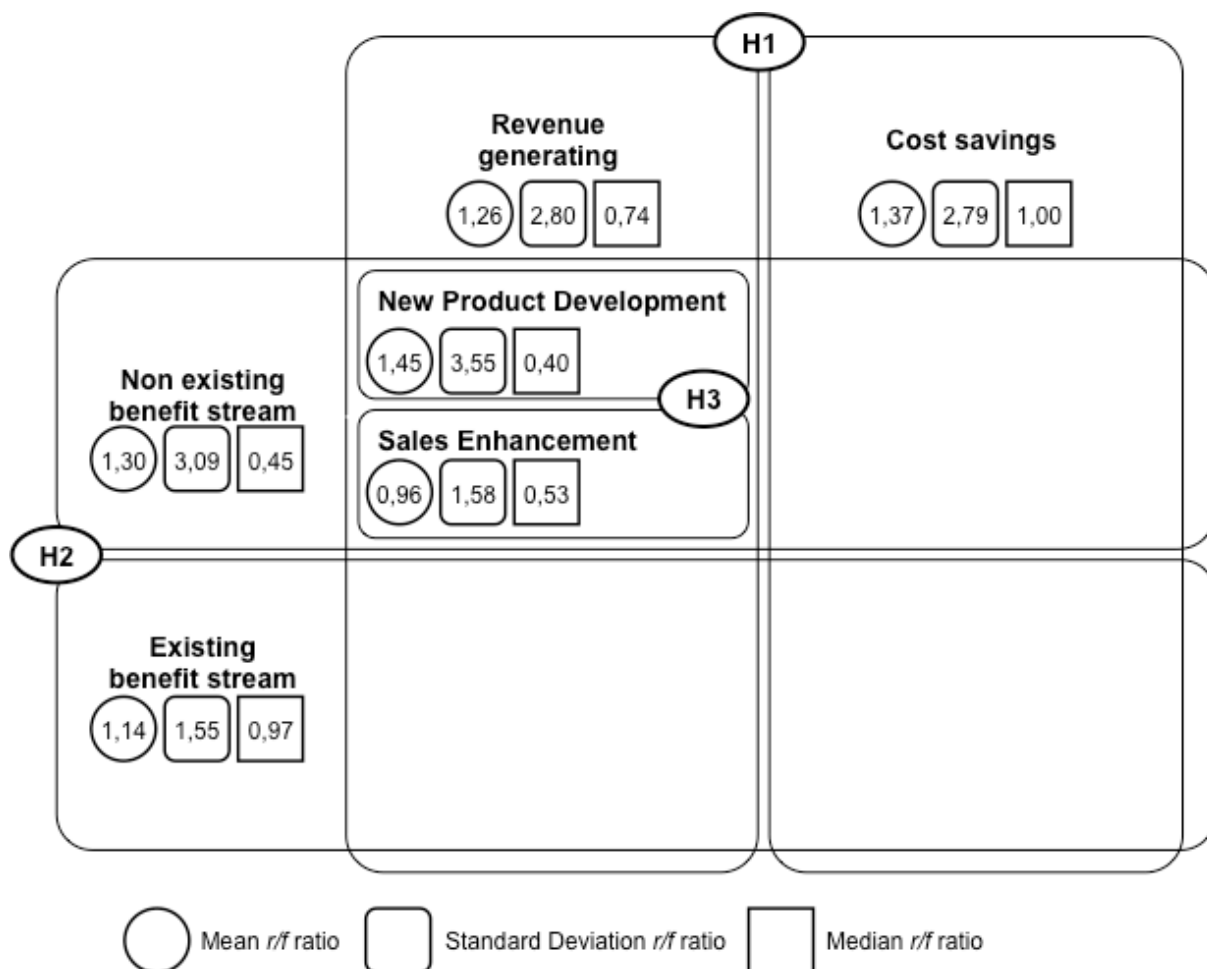 H1
Revenue
generating
1,26 2,80 0,74
Cost savings
1,37 2,79 1,00
New Product Development
1,45 3,55 0,40
H3
Non existing
benefit stream
1,30 3,09 0,45
Sales Enhancement
0,96 1,58 0,53
H2
Existing
benefit stream
1,14 1,55 0,97
Mean r/f ratio
Standard Deviation r/f ratio
Median r/f ratio